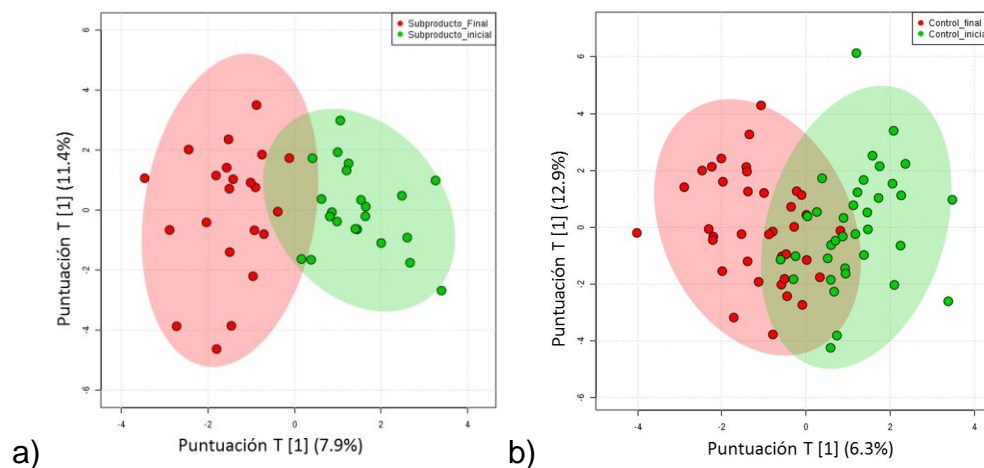 Subproducto_Final
Subproducto_inicial
6
4
2
0
-2
-4
-6
Puntuación T [1] (11.4%)
-4
-2
0
2
4
Puntuación T [1] (7.9%)
a)
Control_final
Control_inicial
6
4
2
0
-2
-4
-6
Puntuación T [1] (12.9%)
-4
-2
0
2
4
Puntuación T [1] (6.3%)
b)